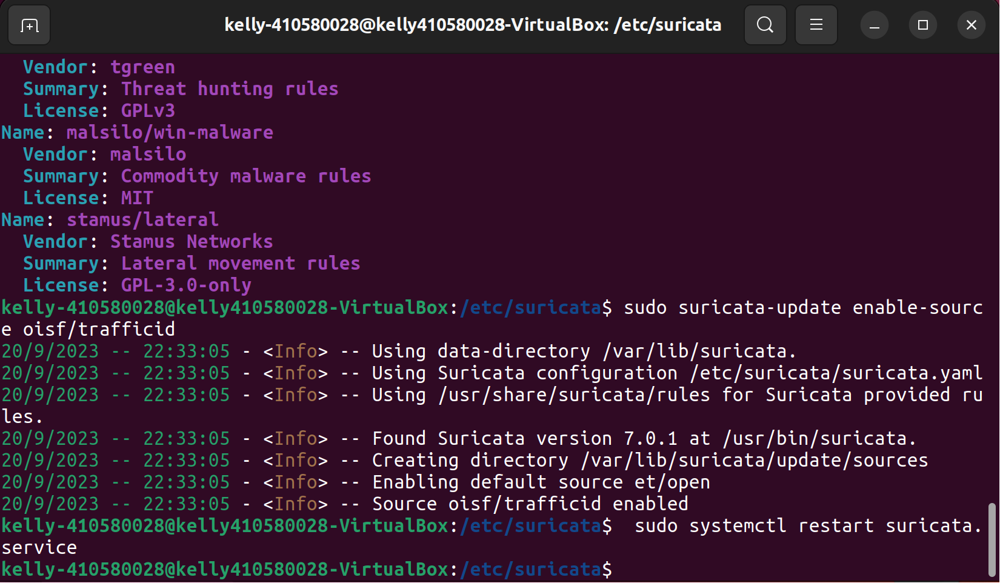 kelly-410580028@kelly410580028-VirtualBox: /etc/suricata
Vendor: tgreen
Summary: Threat hunting rules
License: GPLv3
Name: malsilo/win-malware
Vendor: malsilo
Summary: Commodity malware rules
License: MIT
Name: stamus/lateral
Vendor: Stamus Networks
Summary: Lateral movement rules
License: GPL-3.0-only
kelly-410580028@kelly410580028-VirtualBox:/etc/suricata$ sudo suricata-update enable-sourc
e oisf/trafficid
20/9/2023 -- 22:33:05 - <Info> -- Using data-directory /var/lib/suricata.
20/9/2023 -- 22:33:05 - <Info> -- Using Suricata configuration /etc/suricata/suricata.yaml
20/9/2023 -- 22:33:05 - <Info> -- Using /usr/share/suricata/rules for Suricata provided ru
les.
20/9/2023 -- 22:33:05 - <Info> -- Found Suricata version 7.0.1 at /usr/bin/suricata.
20/9/2023 -- 22:33:05 - <Info> -- Creating directory /var/lib/suricata/update/sources
20/9/2023 -- 22:33:05 - <Info> -- Enabling default source et/open
20/9/2023 -- 22:33:05 - <Info> -- Source oisf/trafficid enabled
kelly-410580028@kelly410580028-VirtualBox:/etc/suricata$  sudo systemctl restart suricata.
service
kelly-410580028@kelly410580028-VirtualBox:/etc/suricata$